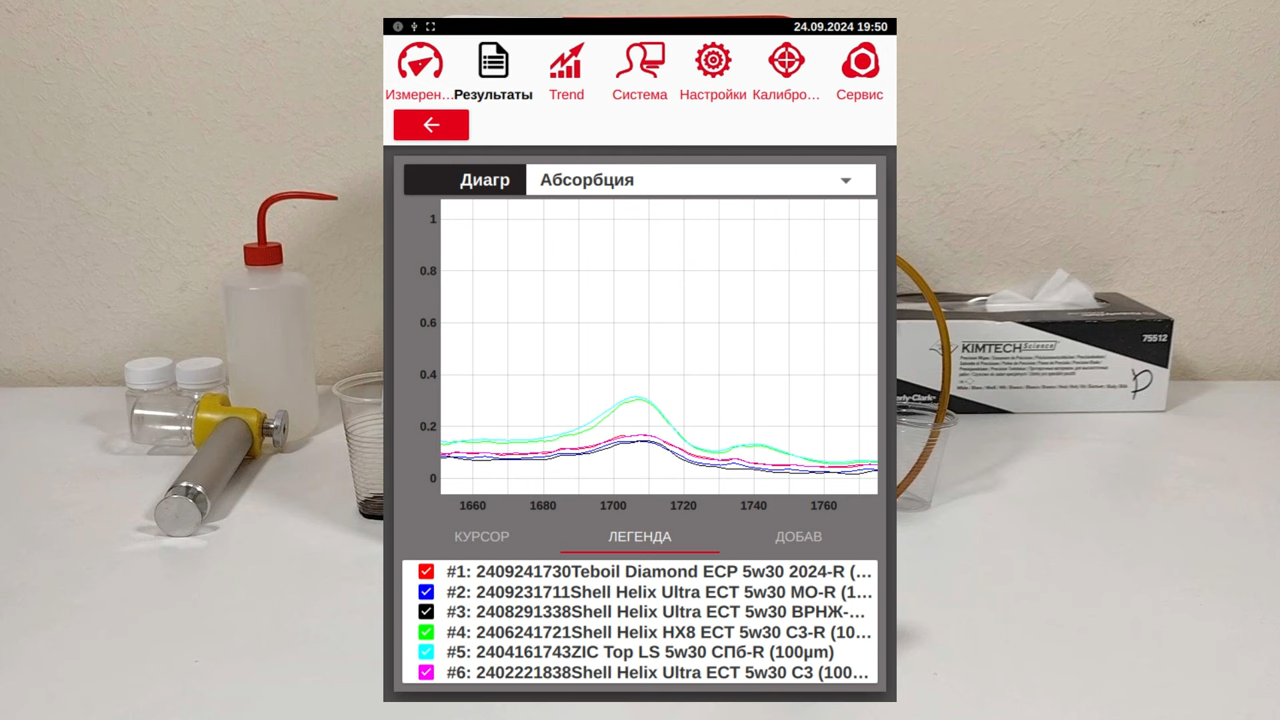 24.09.2024 19:50
Измерен... Результаты Trend Система Настройки Калибро... Сервис
Диагр Абсорбция
1
0.8
0.6
0.4
0.2
0
1660 1680 1700 1720 1740 1760
КУРСОР ЛЕГЕНДА ДОБАВ
#1: 2409241730Teboil Diamond ECP 5w30 2024-R (...
#2: 2409231711Shell Helix Ultra ECT 5w30 MO-R (1...
#3: 2408291338Shell Helix Ultra ECT 5w30 ВРНЖ-...
#4: 2406241721Shell Helix HX8 ECT 5w30 C3-R (10...
#5: 2404161743ZIC Top LS 5w30 СПб-R (100µm)
#6: 2402221838Shell Helix Ultra ECT 5w30 C3 (100...
KIMTECH Science
75512